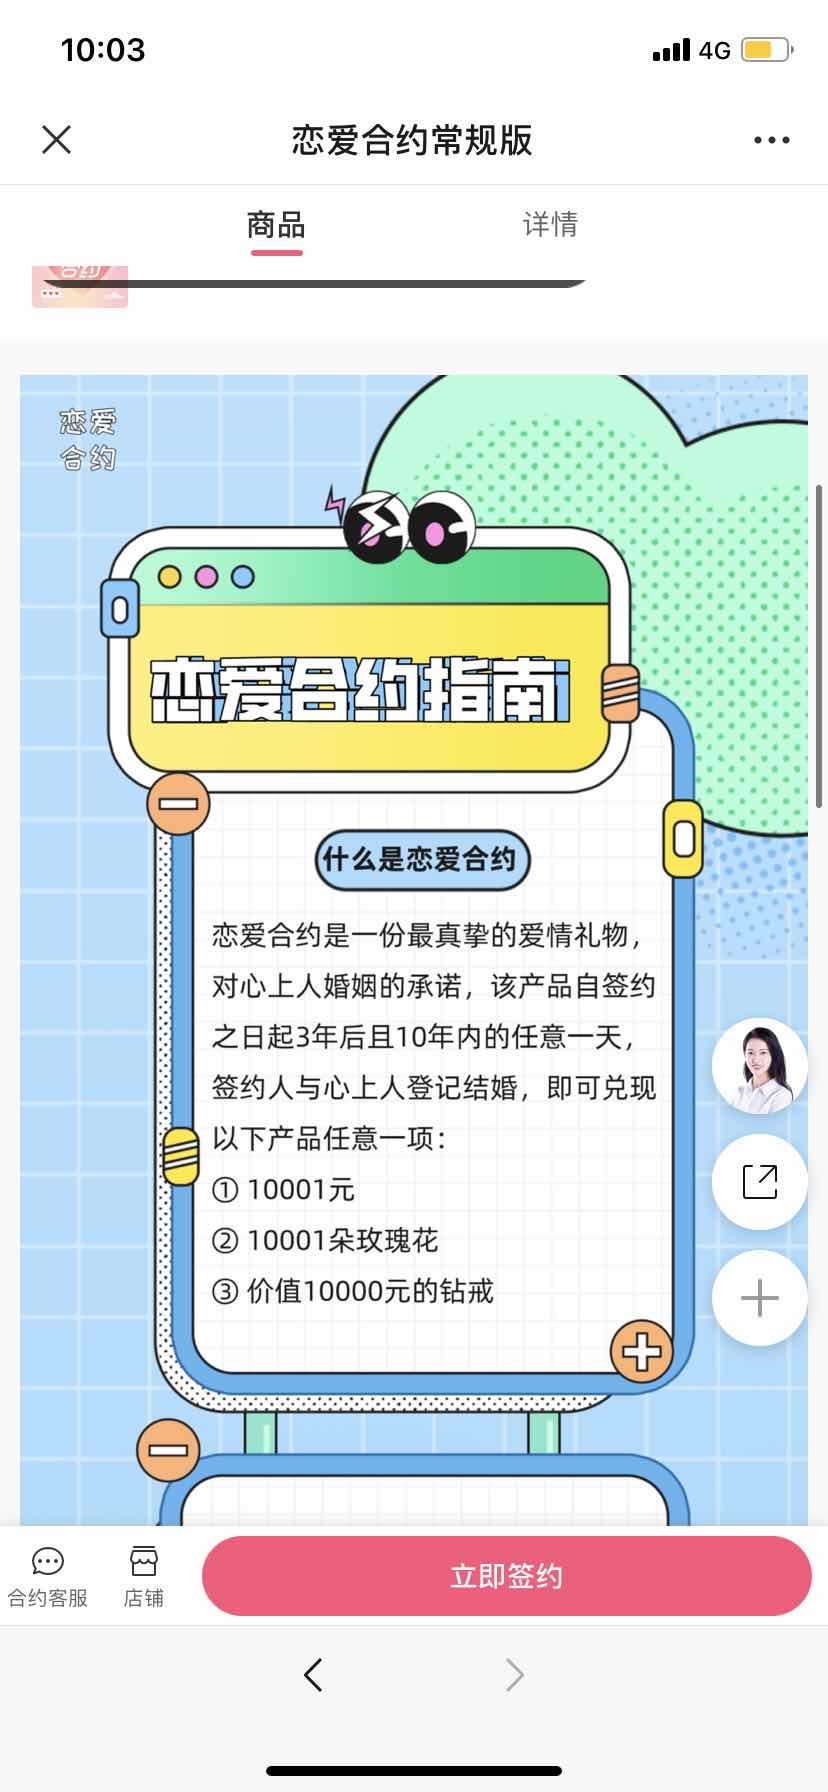 10:03
4G
恋爱合约常规版
商品
详情
合约
恋爱
合约
恋爱合约指南
什么是恋爱合约
恋爱合约是一份最真挚的爱情礼物，
对心上人婚姻的承诺，该产品自签约
之日起3年后且10年内的任意一天，
签约人与心上人登记结婚，即可兑现
以下产品任意一项：
① 10001元
② 10001朵玫瑰花
③ 价值10000元的钻戒
合约客服
店铺
立即签约